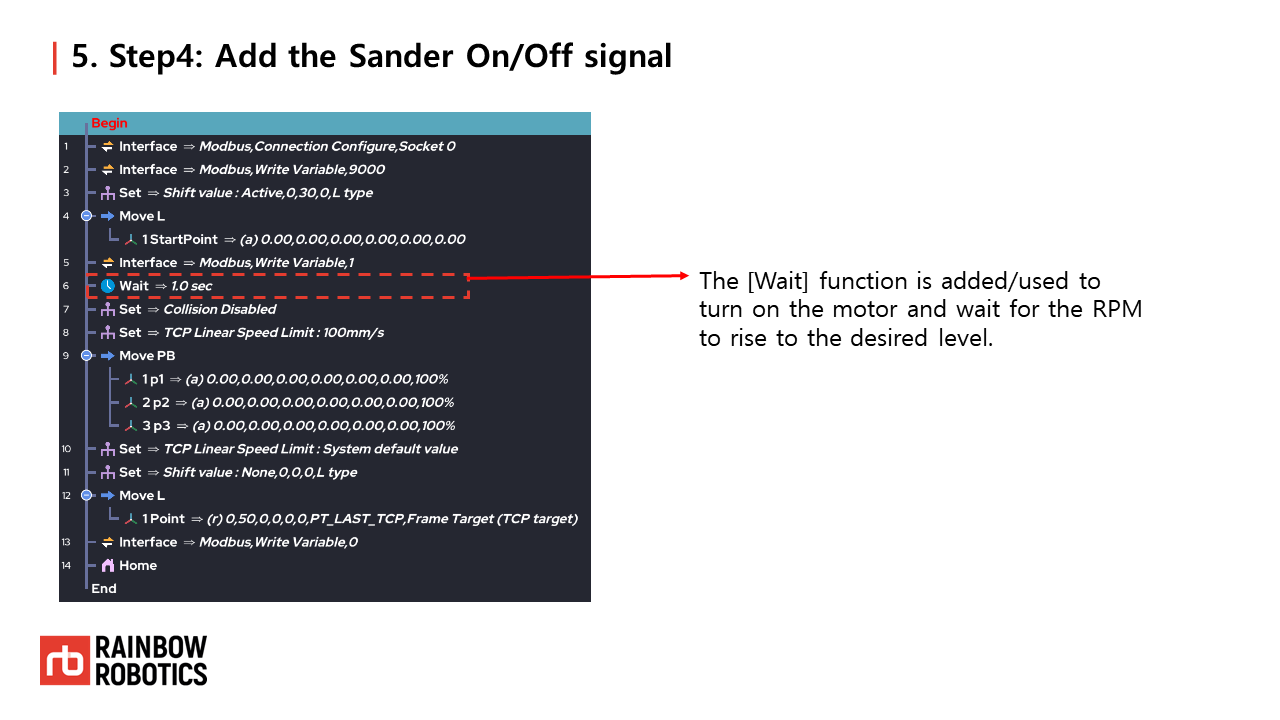 5. Step4: Add the Sander On/Off signal
Begin
1 Interface ⇒ Modbus,Connection Configure,Socket 0
2 Interface ⇒ Modbus,Write Variable,9000
3 Set ⇒ Shift value : Active,0,30,0,L type
4 Move L
1 StartPoint ⇒ (a) 0.00,0.00,0.00,0.00,0.00,0.00
5 Interface ⇒ Modbus,Write Variable,1
6 Wait ⇒ 1.0 sec
7 Set ⇒ Collision Disabled
8 Set ⇒ TCP Linear Speed Limit : 100mm/s
9 Move PB
1 p1 ⇒ (a) 0.00,0.00,0.00,0.00,0.00,0.00,100%
2 p2 ⇒ (a) 0.00,0.00,0.00,0.00,0.00,0.00,100%
3 p3 ⇒ (a) 0.00,0.00,0.00,0.00,0.00,0.00,100%
10 Set ⇒ TCP Linear Speed Limit : System default value
11 Set ⇒ Shift value : None,0,0,0,L type
12 Move L
1 Point ⇒ (r) 0,50,0,0,0,0,PT_LAST_TCP,Frame Target (TCP target)
13 Interface ⇒ Modbus,Write Variable,0
14 Home
End
The [Wait] function is added/used to
turn on the motor and wait for the RPM
to rise to the desired level.
rb RAINBOW
ROBOTICS